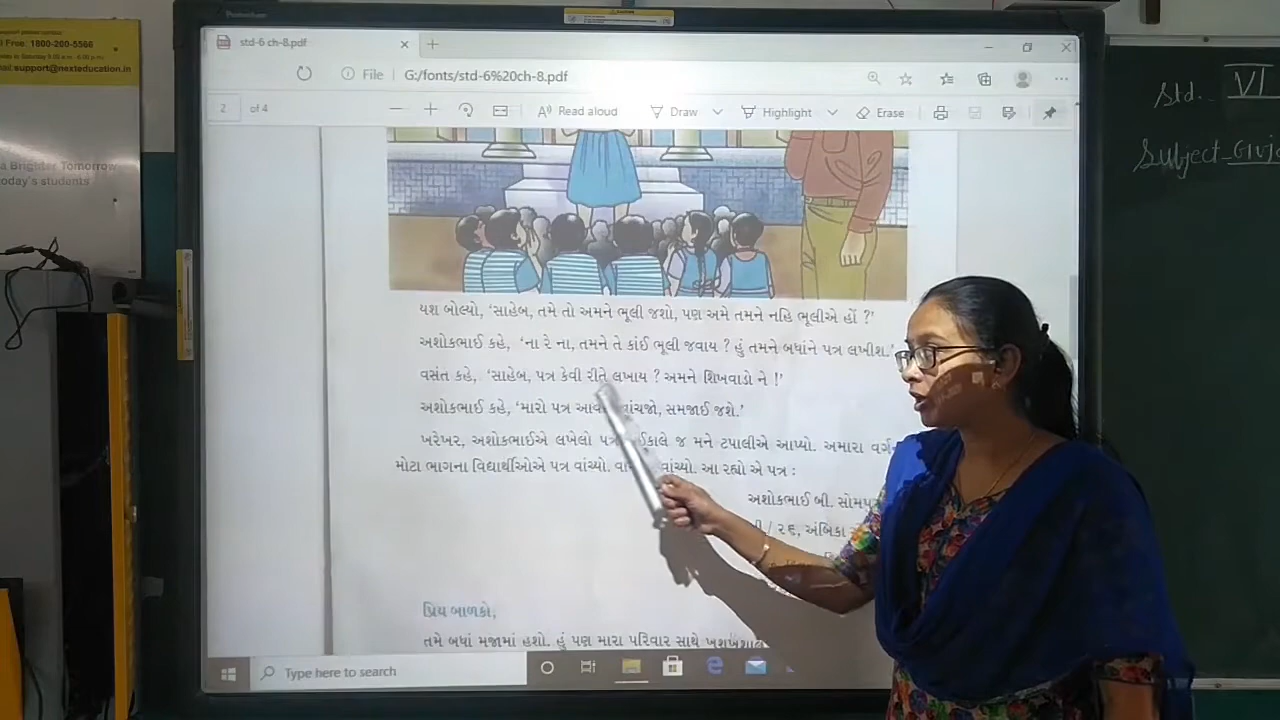 Free: 1800-200-5566
support@nexteducation.in
a Brighter Tomorrow
today's students
std-6 ch-8.pdf
File G:/fonts/std-6%20ch-8.pdf
2 of 4 Read aloud Draw Highlight Erase
યશ બોલ્યો, 'સાહેબ, તમે તો અમને ભૂલી જશો, પણ અમે તમને નહિ ભૂલીએ હોં ?'
અશોકભાઈ કહે, 'ના રે ના, તમને તે કાંઈ ભૂલી જવાય ? હું તમને બધાંને પત્ર લખીશ.'
વસંત કહે, 'સાહેબ, પત્ર કેવી રીતે લખાય ? અમને શિખવાડો ને !'
અશોકભાઈ કહે, 'મારો પત્ર વાંચજો, સમજાઈ જશે.'
ખરેખર, અશોકભાઈએ લખેલો પત્ર જ મને ટપાલીએ આપ્યો. અમારા
મોટા ભાગના વિદ્યાર્થીઓએ પત્ર વાંચ્યો. વાંચ્યો. આ રહ્યો એ પત્ર :
અશોકભાઈ બી.
/ ૨૬, અંબિકા
પ્રિય બાળકો,
તમે બધાં મજામાં હશો. હું પણ મારા પરિવાર સાથે
Type here to search
Std. VI
Subject